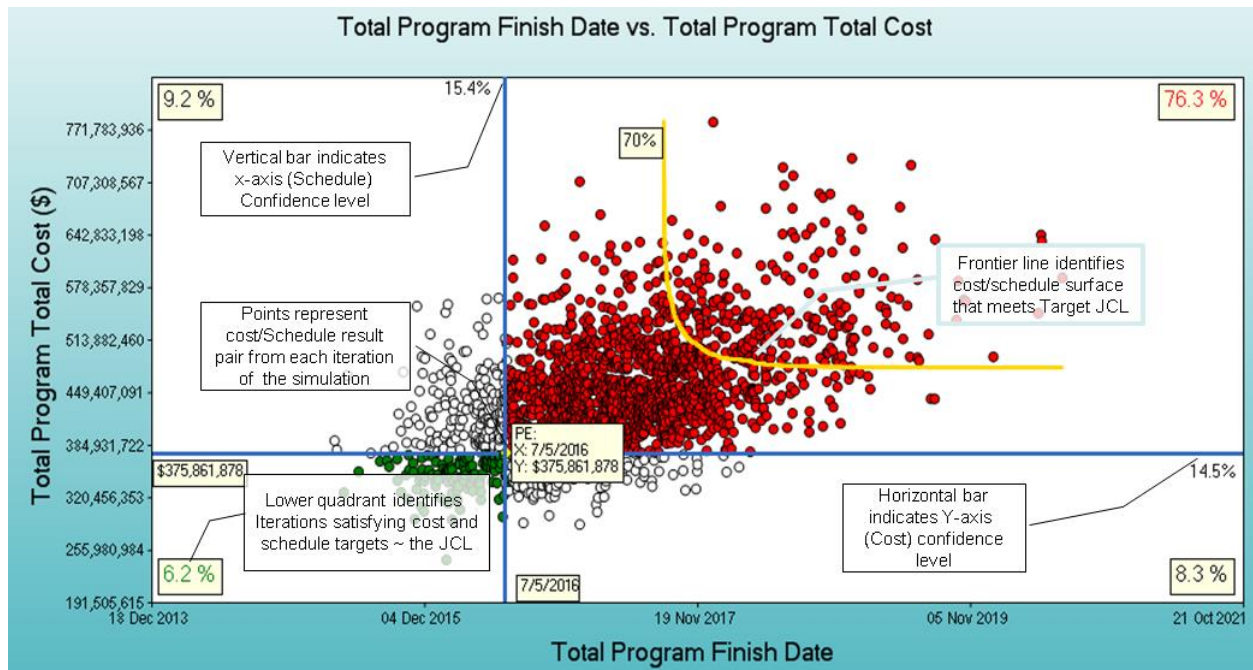 Total Program Finish Date vs. Total Program Total Cost
9.2 %
15.4%
76.3 %
70%
Vertical bar indicates
x-axis (Schedule)
Confidence level
Frontier line identifies
cost/schedule surface
that meets Target JCL
Points represent
cost/Schedule result
pair from each iteration
of the simulation
PE:
X: 7/5/2016
Y: $375,861,878
$375,861,878
14.5%
Lower quadrant identifies
Iterations satisfying cost and
schedule targets ~ the JCL
Horizontal bar
indicates Y-axis
(Cost) confidence
level
6.2 %
7/5/2016
8.3 %
Total Program Total Cost ($)
771,783,936
707,308,567
642,833,198
578,357,829
513,882,460
449,407,091
384,931,722
320,456,353
255,980,984
191,505,615
18 Dec 2013
04 Dec 2015
19 Nov 2017
05 Nov 2019
21 Oct 2021
Total Program Finish Date